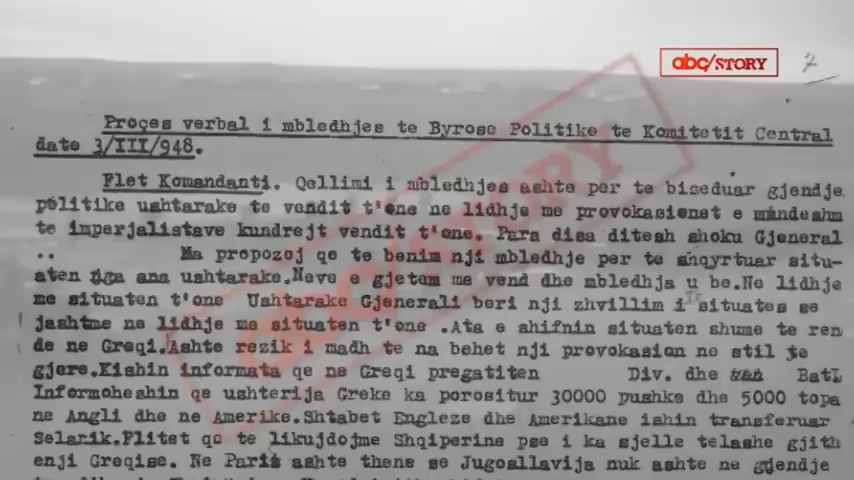 abc/STORY
7
Proçes verbal i mbledhjes te Byrose Politike te Komitetit Central
date 3/III/948.
Flet Komandanti. Qellimi i mbledhjes ashte per te biseduar gjendje
politike ushtarake te vendit t'one ne lidhje me provokasionet e mandeshm
te imperjalistave kundrejt vendit t'one. Para disa ditesh shoku Gjeneral
.. Ma propozoj qe te benim nji mbledhje per te shqyrtuar situ-
aten nga ana ushtarake.Neve e gjetem me vend dhe mbledhja u be.Ne lidhje
me situaten t'one Ushtarake Gjenerali beri nji zhvillim i situates se
jashtme ne lidhje me situaten t'one .Ata e shifnin situaten shume te ren
de ne Greqi.Ashte rezik i madh te na behet nji provokasion ne stil te
gjere.Kishin informata qe ne Greqi pregatiten Div. dhe Batl
Informoheshin qe ushterija Greke ka porositur 30000 pushke dhe 5000 topa
ne Angli dhe ne Amerike.Shtabet Engleze dhe Amerikane ishin transferuar
Selanik.Flitet qe te likujdojme Shqiperine pse i ka sjelle telashe gjith
enji Greqise. Ne Paris ashte thene se Jugosllavija nuk ashte ne gjendje